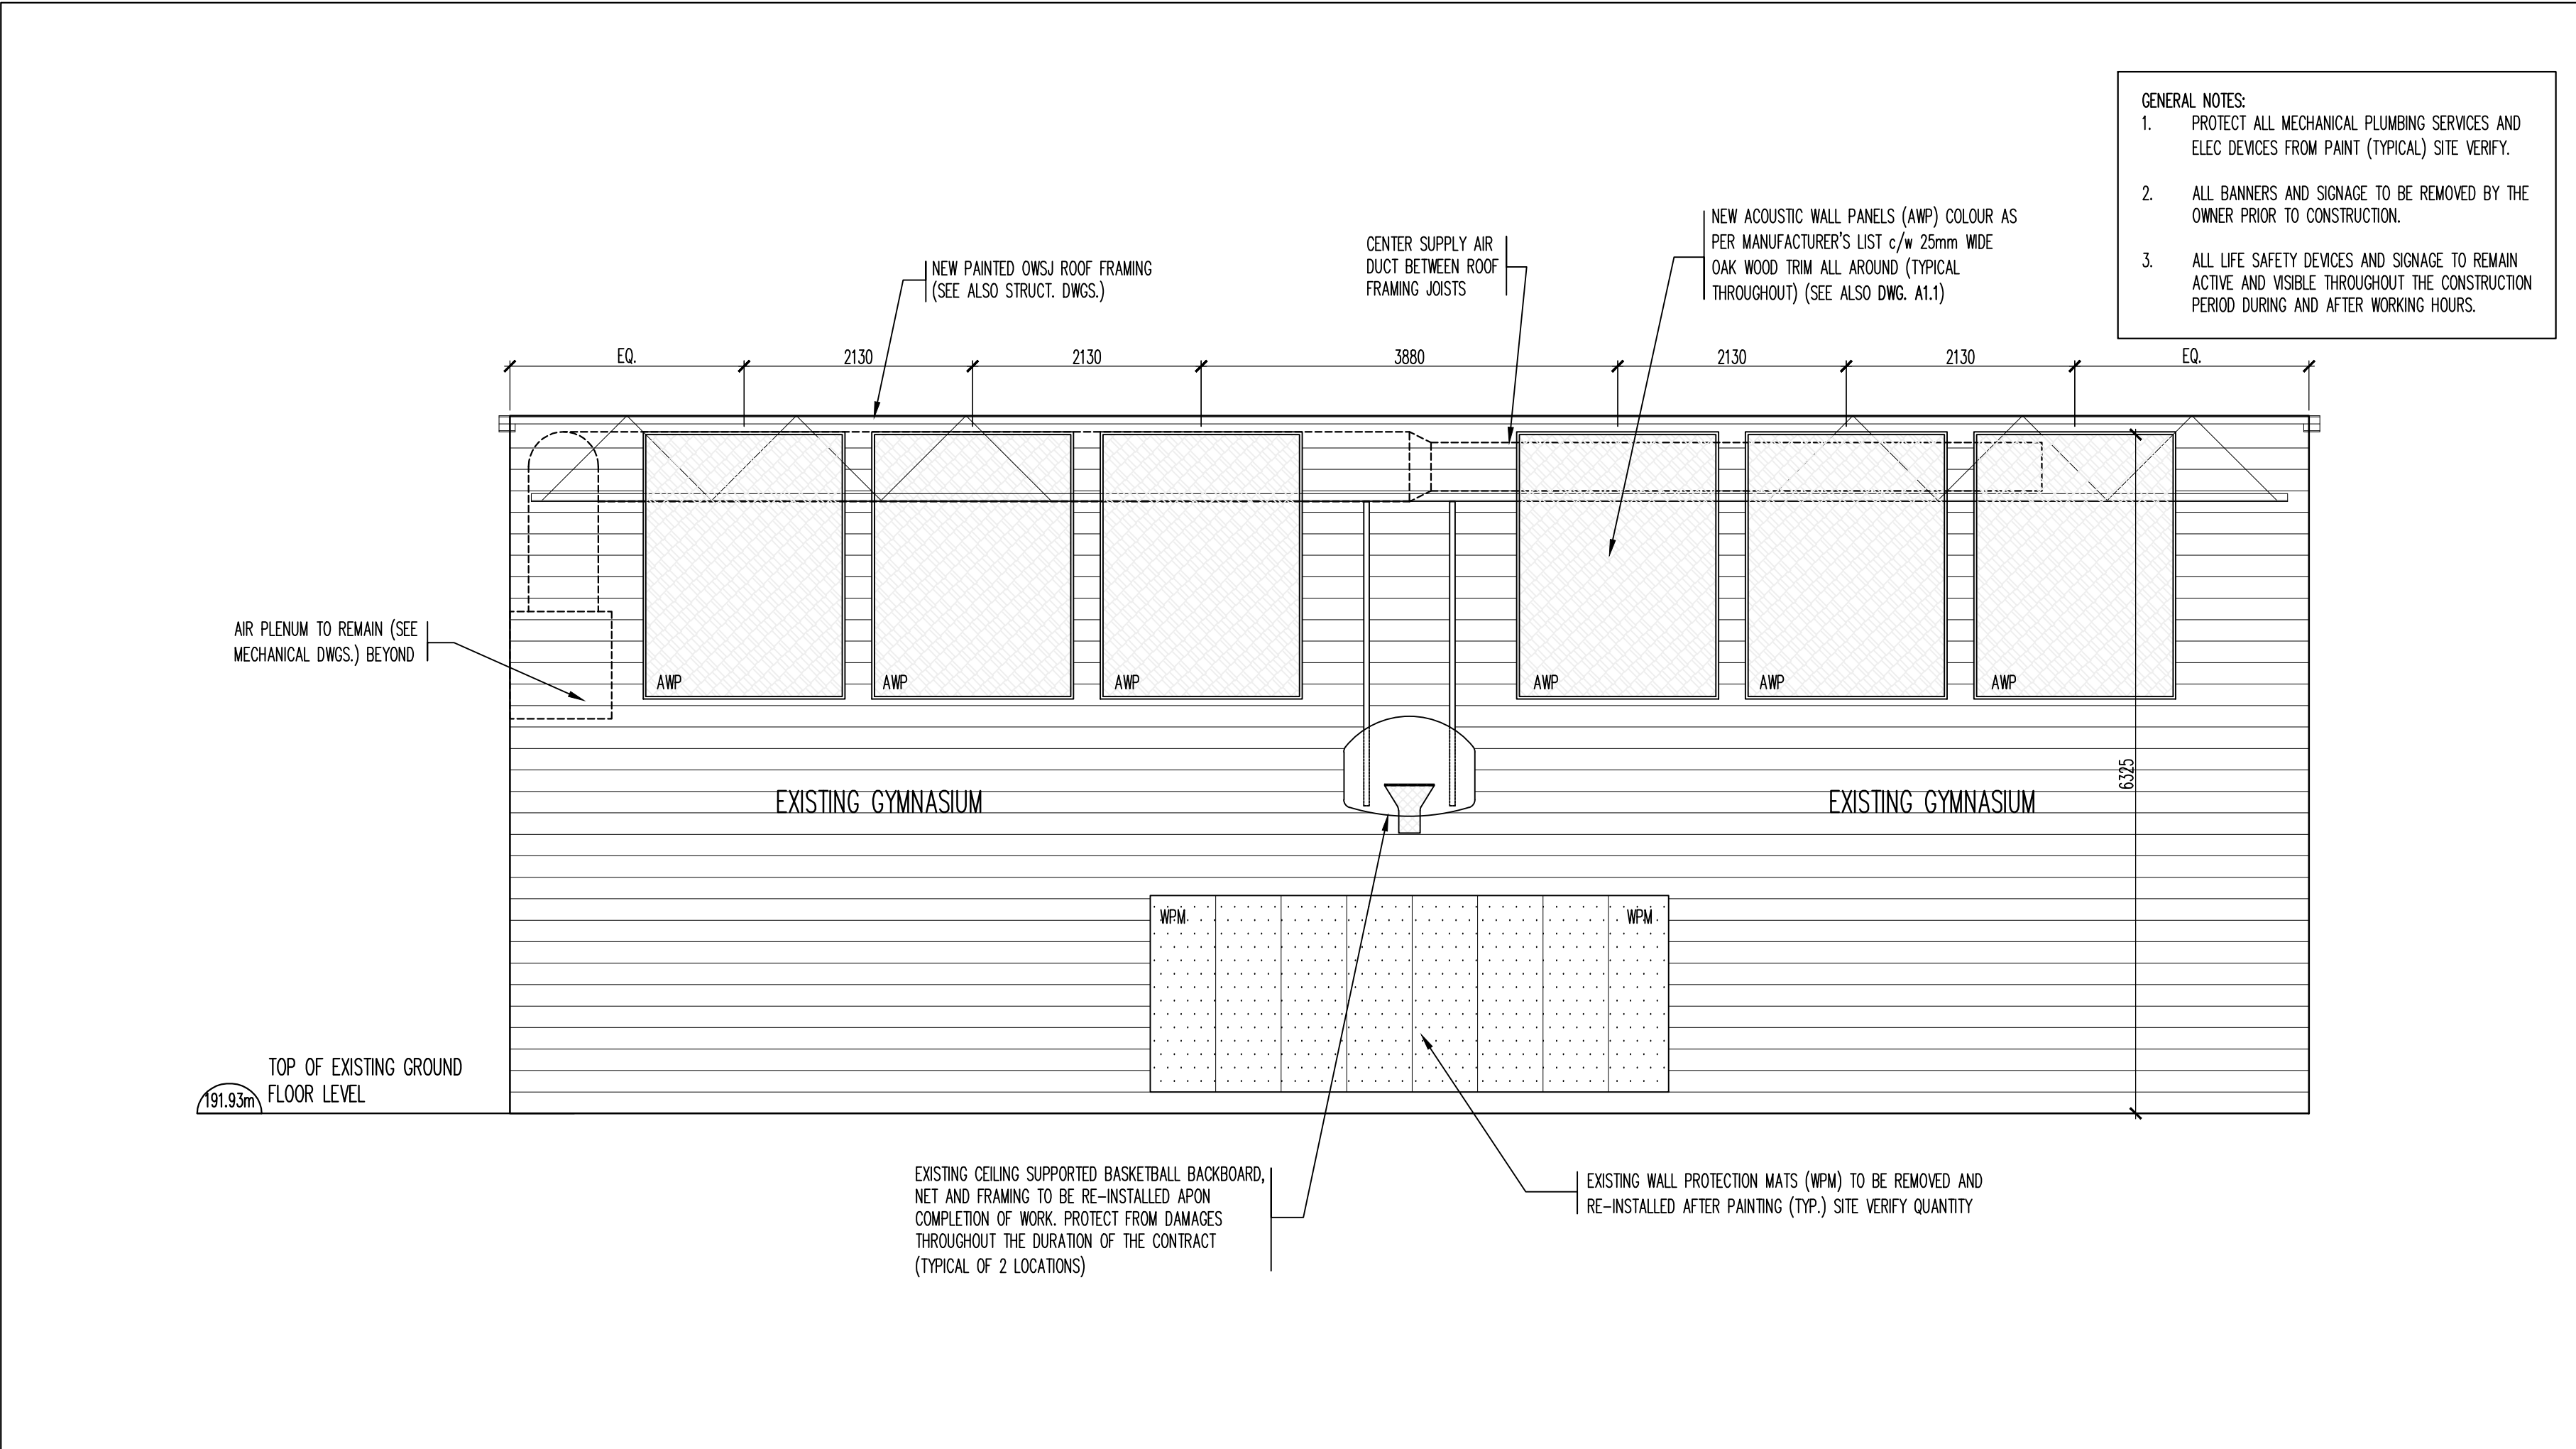 GENERAL NOTES:
1. PROTECT ALL MECHANICAL PLUMBING SERVICES AND
ELEC DEVICES FROM PAINT (TYPICAL) SITE VERIFY.
2. ALL BANNERS AND SIGNAGE TO BE REMOVED BY THE
OWNER PRIOR TO CONSTRUCTION.
3. ALL LIFE SAFETY DEVICES AND SIGNAGE TO REMAIN
ACTIVE AND VISIBLE THROUGHOUT THE CONSTRUCTION
PERIOD DURING AND AFTER WORKING HOURS.
NEW PAINTED OWSJ ROOF FRAMING
(SEE ALSO STRUCT. DWGS.)
CENTER SUPPLY AIR
DUCT BETWEEN ROOF
FRAMING JOISTS
NEW ACOUSTIC WALL PANELS (AWP) COLOUR AS
PER MANUFACTURER'S LIST c/w 25mm WIDE
OAK WOOD TRIM ALL AROUND (TYPICAL
THROUGHOUT) (SEE ALSO DWG. A1.1)
EQ. 2130 2130 3880 2130 2130 EQ.
AIR PLENUM TO REMAIN (SEE
MECHANICAL DWGS.) BEYOND
AWP AWP AWP AWP AWP AWP
6325
EXISTING GYMNASIUM EXISTING GYMNASIUM
WPM WPM
TOP OF EXISTING GROUND
FLOOR LEVEL
191.93m
EXISTING CEILING SUPPORTED BASKETBALL BACKBOARD,
NET AND FRAMING TO BE RE-INSTALLED APON
COMPLETION OF WORK. PROTECT FROM DAMAGES
THROUGHOUT THE DURATION OF THE CONTRACT
(TYPICAL OF 2 LOCATIONS)
EXISTING WALL PROTECTION MATS (WPM) TO BE REMOVED AND
RE-INSTALLED AFTER PAINTING (TYP.) SITE VERIFY QUANTITY